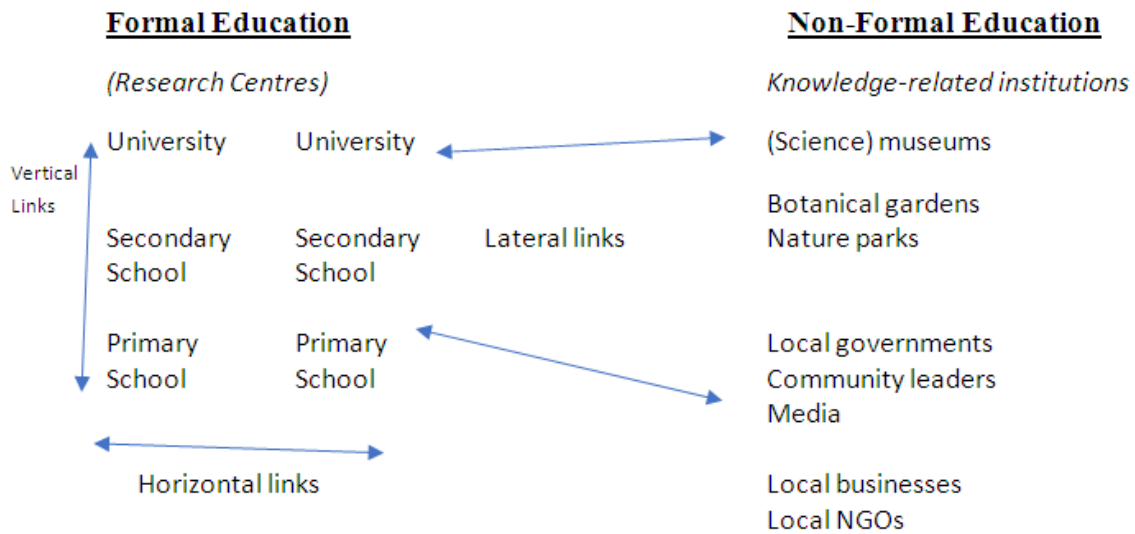 Formal Education
Non-Formal Education
(Research Centres)
Knowledge-related institutions
University
University
(Science) museums
Vertical
Links
Botanical gardens
Secondary
School
Secondary
School
Lateral links
Nature parks
Primary
School
Primary
School
Local governments
Community leaders
Media
Horizontal links
Local businesses
Local NGOs